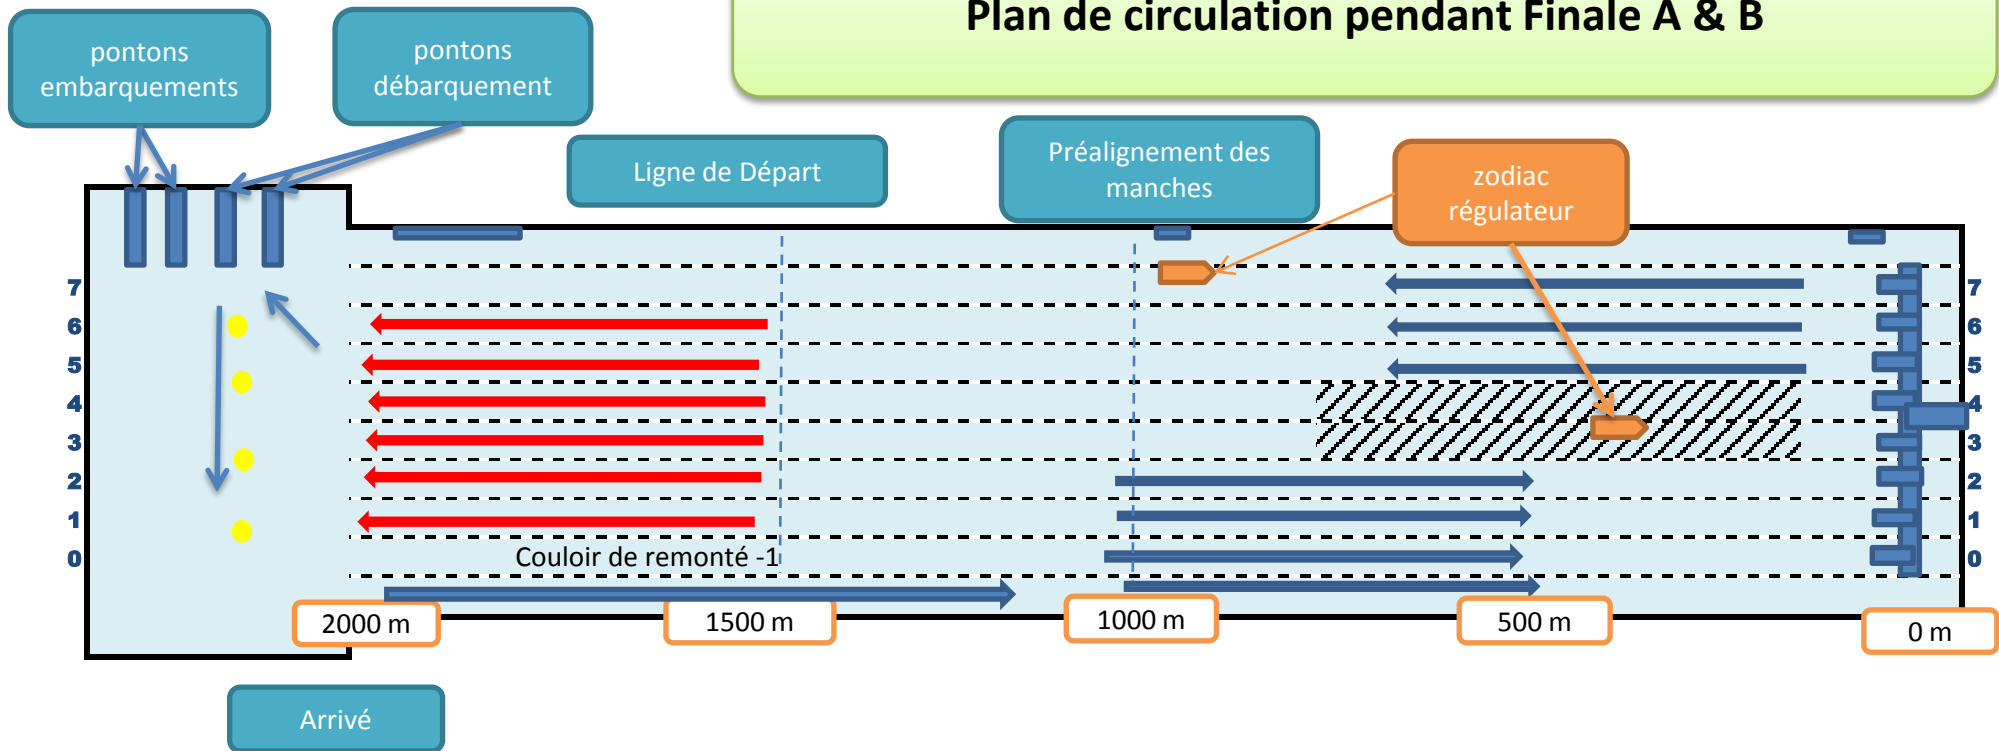 Plan de circulation pendant Finale A & B
pontons
embarquements
pontons
débarquement
Ligne de Départ
Préalignement des
manches
zodiac
régulateur
7
6
5
4
3
2
1
0
7
6
5
4
3
2
1
0
Couloir de remonté -1
2000 m
1500 m
1000 m
500 m
0 m
Arrivé